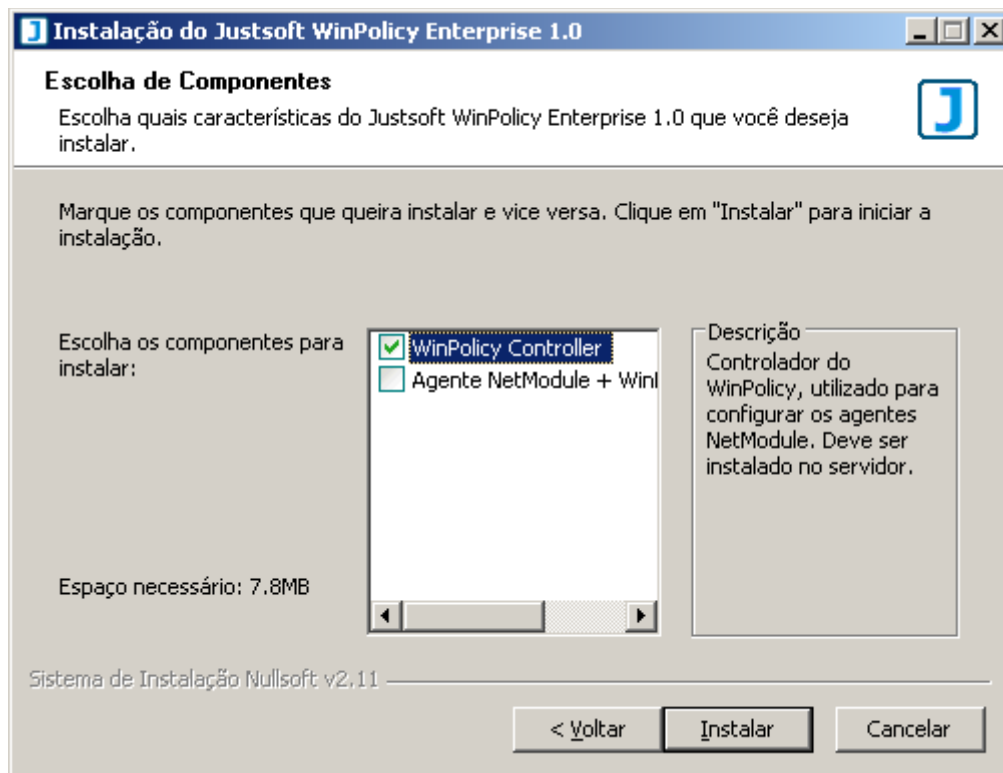 Instalação do Justsoft WinPolicy Enterprise 1.0
Escolha de Componentes
Escolha quais características do Justsoft WinPolicy Enterprise 1.0 que você deseja
instalar.
J
Marque os componentes que queira instalar e vice versa. Clique em "Instalar" para iniciar a
instalação.
Escolha os componentes para
instalar:
WinPolicy Controller
Agente NetModule +
Descrição
Controlador do
WinPolicy, utilizado para
configurar os agentes
NetModule. Deve ser
instalado no servidor.
Espaço necessário: 7.8MB
Sistema de Instalação Nullsoft v2.11
< Voltar
Instalar
Cancelar